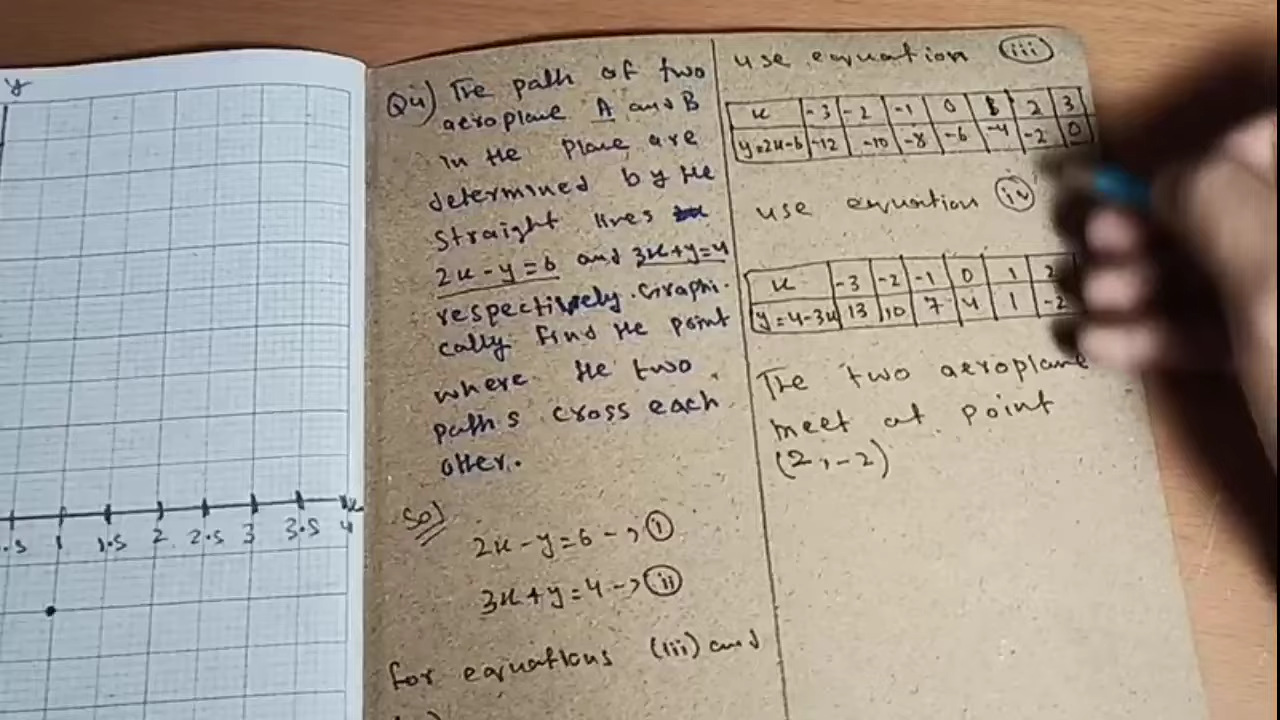 y
.5 1 1.5 2 2.5 3 3.5 4
Q4) The path of two
aeroplane A and B
in the plane are
determined by the
straight lines
2x-y=6 and 3x+y=4
respectively. Graphi-
cally find the point
where the two
paths cross each
other.
Sol
2x-y=6 → (i)
3x+y=4 → (ii)
for equations (iii) and
use equation (iii)
x -3 -2 -1 0 1 2 3
y=2x-6 -12 -10 -8 -6 -4 -2 0
use equation (iv)
x -3 -2 -1 0 1 2
y=4-3x 13 10 7 4 1 -2
The two aeroplane
meet at point
(2,-2)